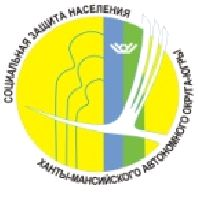 СОЦИАЛЬНАЯ ЗАЩИТА НАСЕЛЕНИЯ
ХАНТЫ-МАНСИЙСКОГО АВТОНОМНОГО ОКРУГА-ЮГРЫ